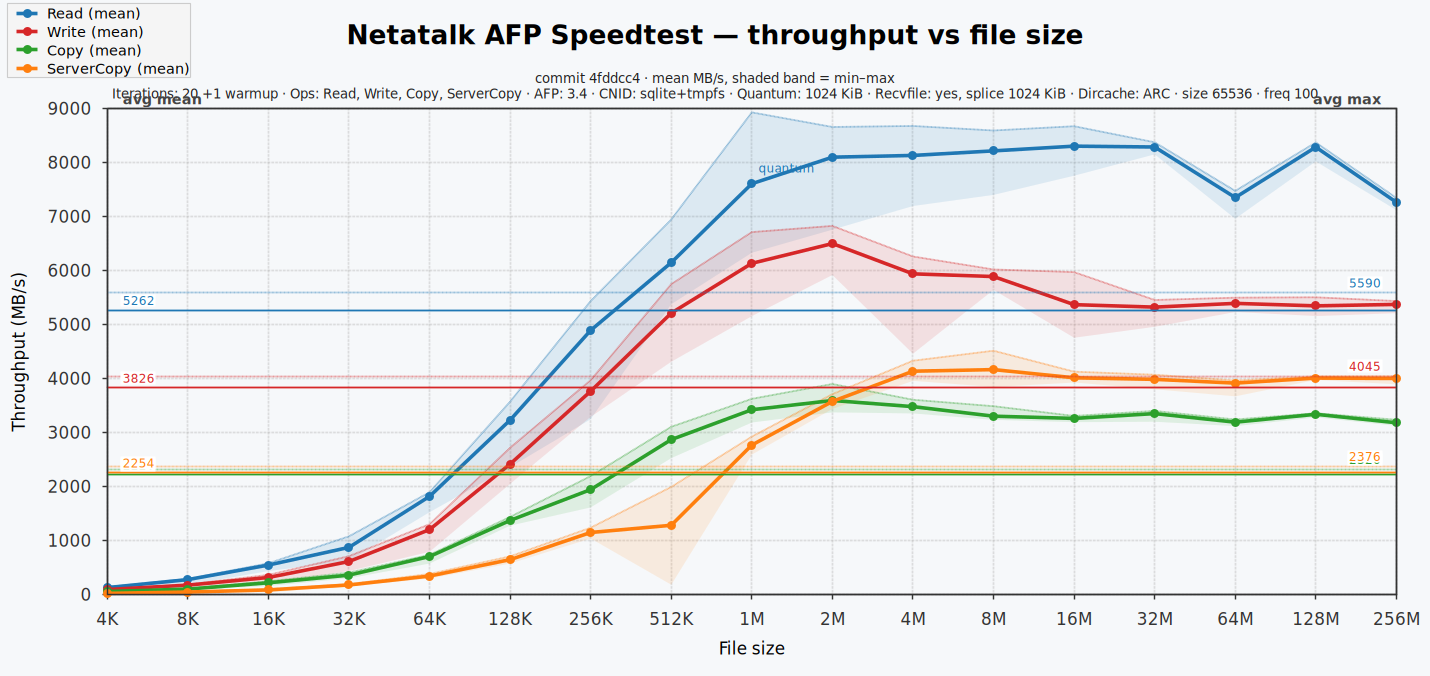 Read (mean)
Write (mean)
Copy (mean)
ServerCopy (mean)
Netatalk AFP Speedtest — throughput vs file size
commit 4fddcc4 · mean MB/s, shaded band = min–max
Iterations: 20 +1 warmup · Ops: Read, Write, Copy, ServerCopy · AFP: 3.4 · CNID: sqlite+tmpfs · Quantum: 1024 KiB · Recvfile: yes, splice 1024 KiB · Dircache: ARC · size 65536 · freq 100
avg mean
avg max
9000
8000
7000
6000
5000
4000
3000
2000
1000
0
Throughput (MB/s)
quantum
5262
5590
3826
4045
2254
2376
4K 8K 16K 32K 64K 128K 256K 512K 1M 2M 4M 8M 16M 32M 64M 128M 256M
File size